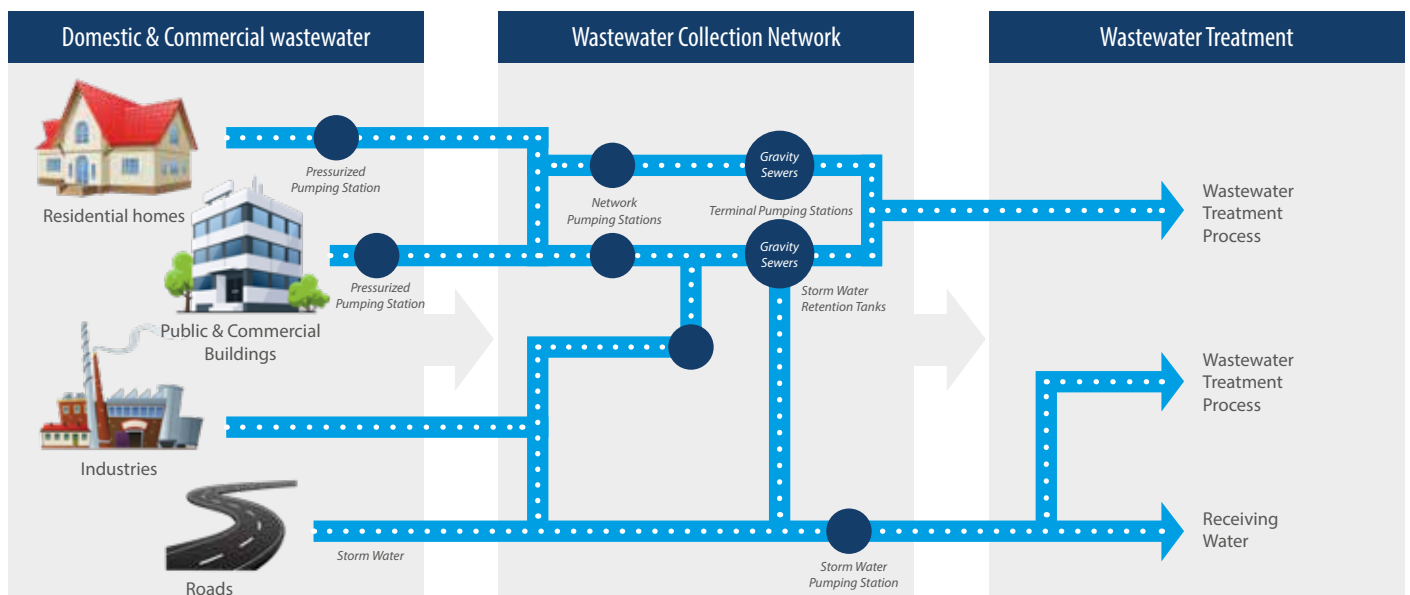 Domestic & Commercial wastewater
Wastewater Collection Network
Wastewater Treatment
Residential homes
Pressurized
Pumping Station
Public & Commercial
Buildings
Pressurized
Pumping Station
Industries
Roads
Storm Water
Network
Pumping Stations
Gravity
Sewers
Terminal Pumping Stations
Gravity
Sewers
Storm Water
Retention Tanks
Storm Water
Pumping Station
Wastewater
Treatment
Process
Wastewater
Treatment
Process
Receiving
Water